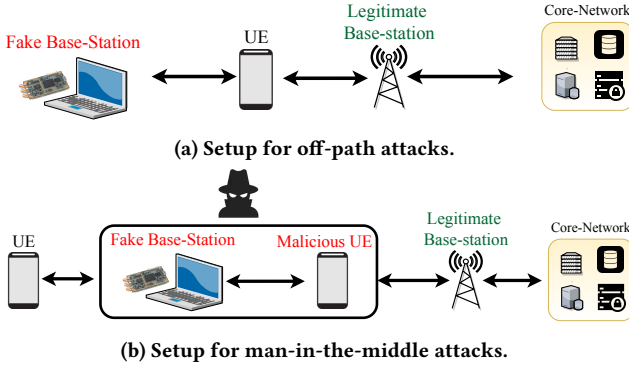 Fake Base-Station
UE
Legitimate
Base-station
Core-Network
(a) Setup for off-path attacks.
UE
Fake Base-Station
Malicious UE
Legitimate
Base-station
Core-Network
(b) Setup for man-in-the-middle attacks.